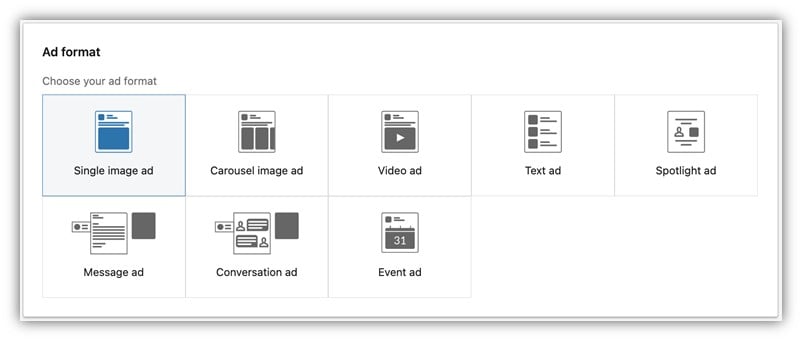 Ad format
Choose your ad format
Single image ad
Carousel image ad
Video ad
Text ad
Spotlight ad
31
Message ad
Conversation ad
Event ad